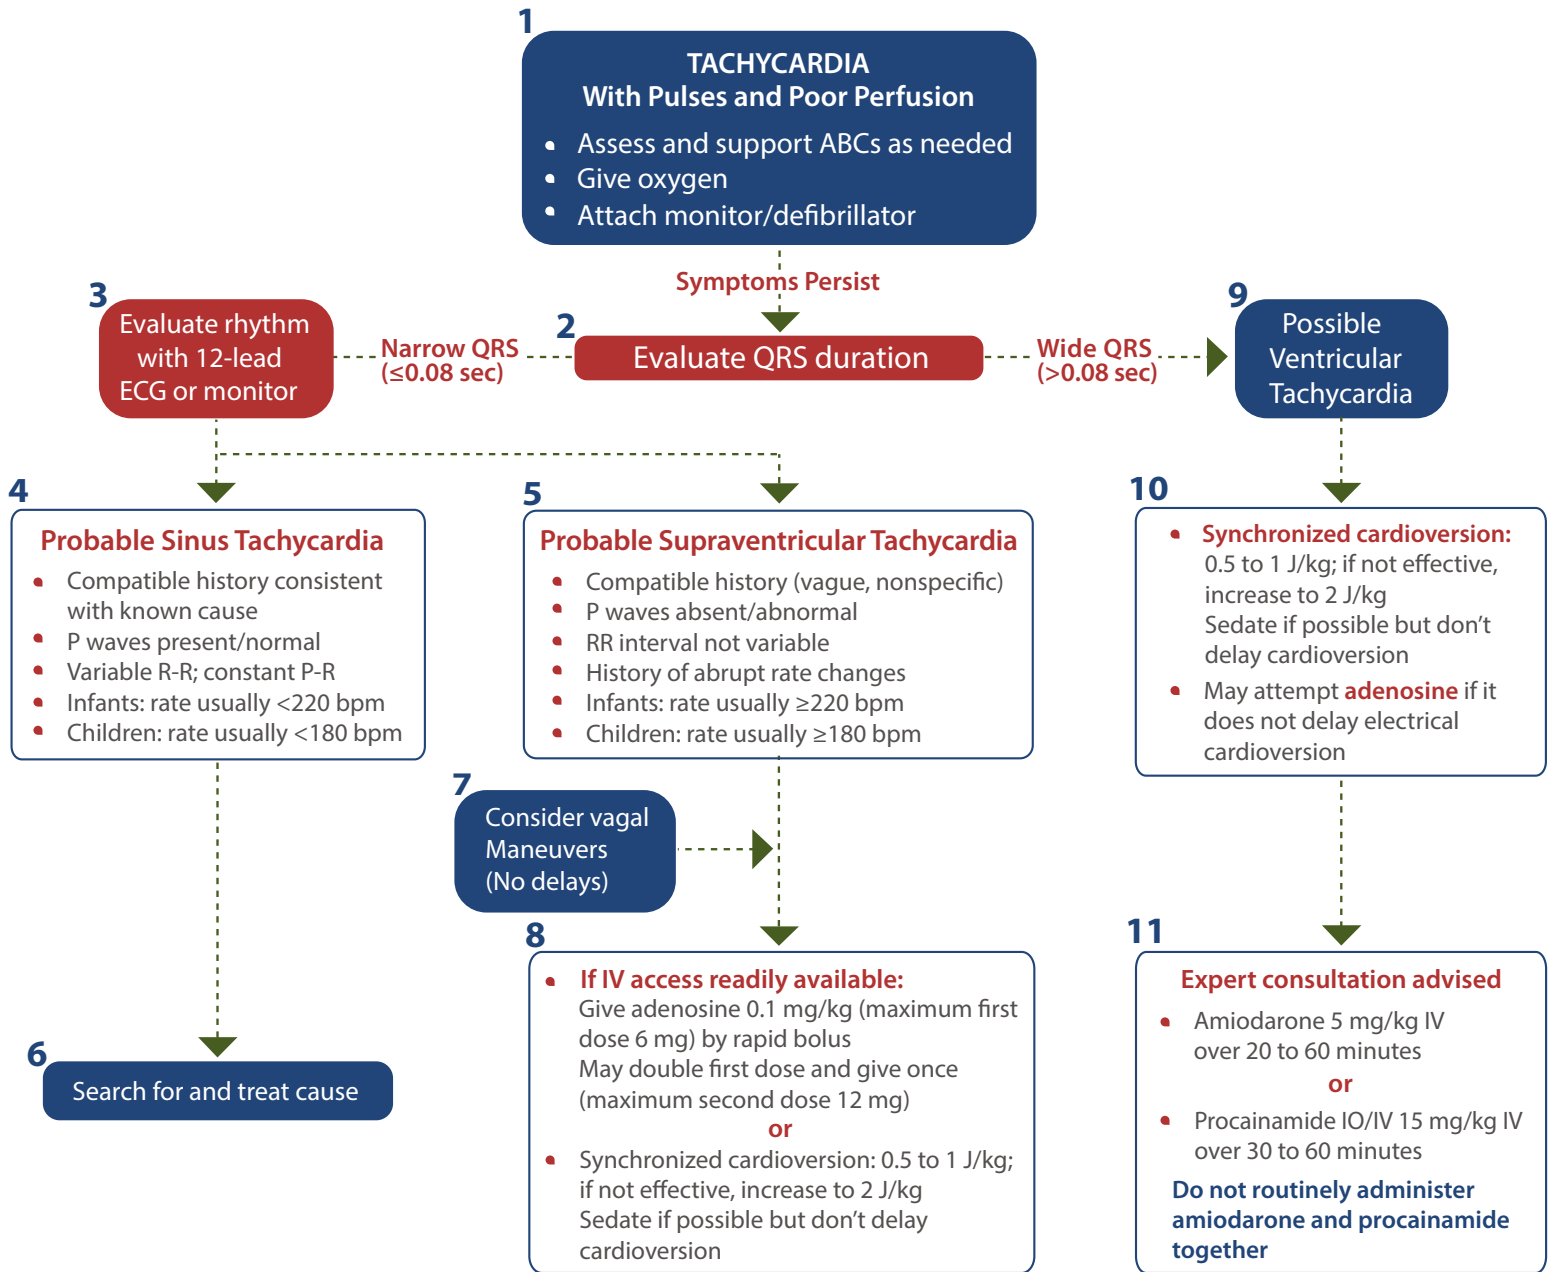 1
TACHYCARDIA
With Pulses and Poor Perfusion
• Assess and support ABCs as needed
• Give oxygen
• Attach monitor/defibrillator
Symptoms Persist
2
Evaluate QRS duration
Narrow QRS
(≤0.08 sec)
Wide QRS
(>0.08 sec)
3
Evaluate rhythm
with 12-lead
ECG or monitor
9
Possible
Ventricular
Tachycardia
4
Probable Sinus Tachycardia
• Compatible history consistent
with known cause
• P waves present/normal
• Variable R-R; constant P-R
• Infants: rate usually <220 bpm
• Children: rate usually <180 bpm
5
Probable Supraventricular Tachycardia
• Compatible history (vague, nonspecific)
• P waves absent/abnormal
• RR interval not variable
• History of abrupt rate changes
• Infants: rate usually ≥220 bpm
• Children: rate usually ≥180 bpm
10
• Synchronized cardioversion:
0.5 to 1 J/kg; if not effective,
increase to 2 J/kg
Sedate if possible but don't
delay cardioversion
• May attempt adenosine if it
does not delay electrical
cardioversion
7
Consider vagal
Maneuvers
(No delays)
6
Search for and treat cause
8
• If IV access readily available:
Give adenosine 0.1 mg/kg (maximum first
dose 6 mg) by rapid bolus
May double first dose and give once
(maximum second dose 12 mg)
or
• Synchronized cardioversion: 0.5 to 1 J/kg;
if not effective, increase to 2 J/kg
Sedate if possible but don't delay
cardioversion
11
Expert consultation advised
• Amiodarone 5 mg/kg IV
over 20 to 60 minutes
or
• Procainamide IO/IV 15 mg/kg IV
over 30 to 60 minutes
Do not routinely administer
amiodarone and procainamide
together